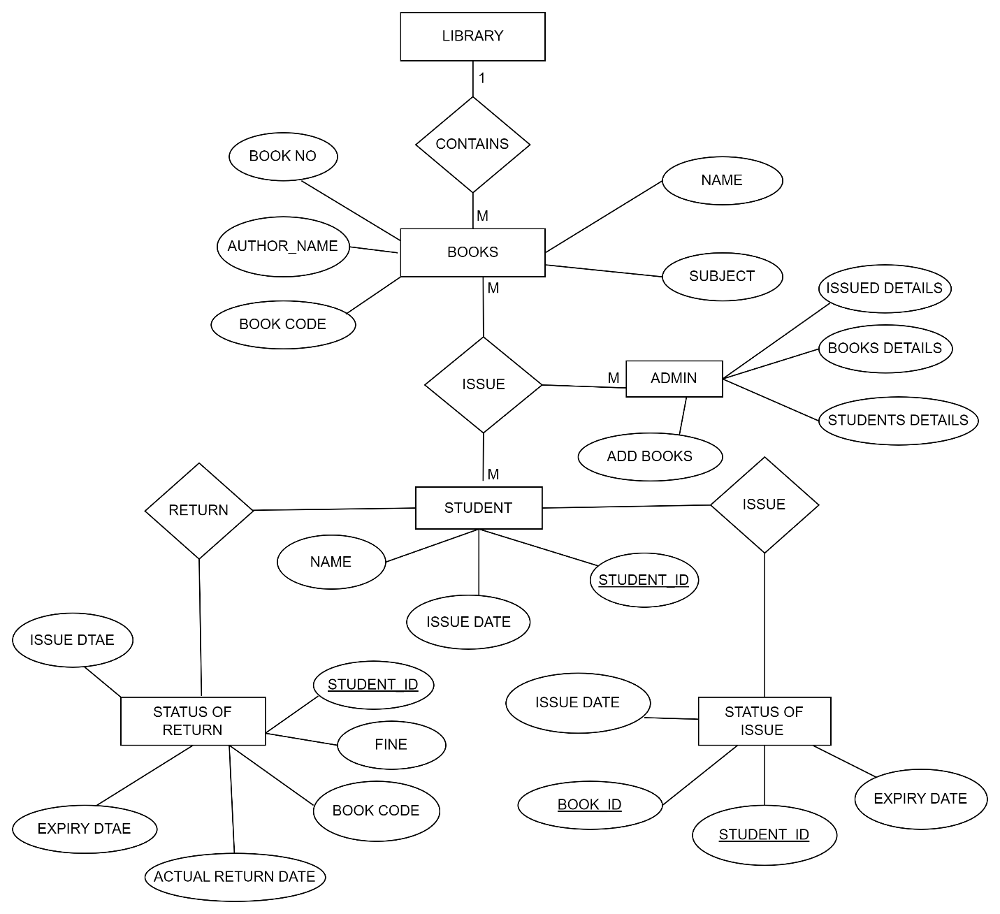 LIBRARY
1
CONTAINS
BOOK NO
NAME
M
AUTHOR_NAME
BOOKS
SUBJECT
M
ISSUED DETAILS
BOOK CODE
BOOKS DETAILS
ISSUE
M
ADMIN
STUDENTS DETAILS
ADD BOOKS
M
RETURN
STUDENT
ISSUE
NAME
STUDENT_ID
ISSUE DATE
ISSUE DTAE
STUDENT_ID
ISSUE DATE
STATUS OF
RETURN
STATUS OF
ISSUE
FINE
BOOK CODE
BOOK_ID
EXPIRY DATE
EXPIRY DTAE
STUDENT_ID
ACTUAL RETURN DATE